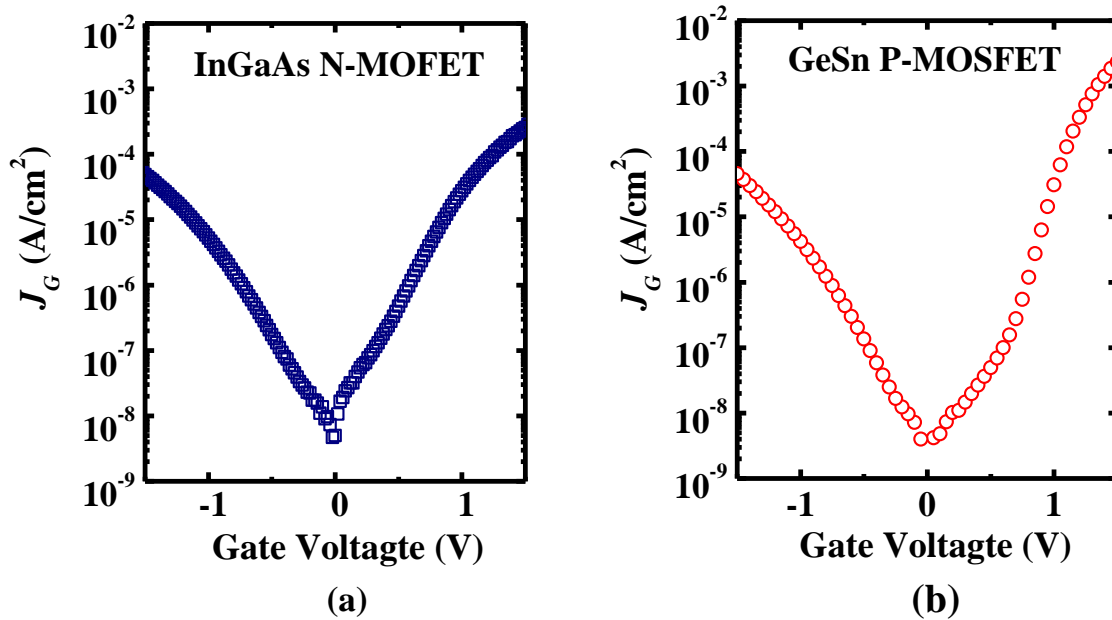 InGaAs N-MOFET
10^-2
10^-3
10^-4
10^-5
10^-6
10^-7
10^-8
10^-9
J_G (A/cm^2)
-1 0 1
Gate Voltagte (V)
(a)
GeSn P-MOSFET
10^-2
10^-3
10^-4
10^-5
10^-6
10^-7
10^-8
10^-9
J_G (A/cm^2)
-1 0 1
Gate Voltagte (V)
(b)